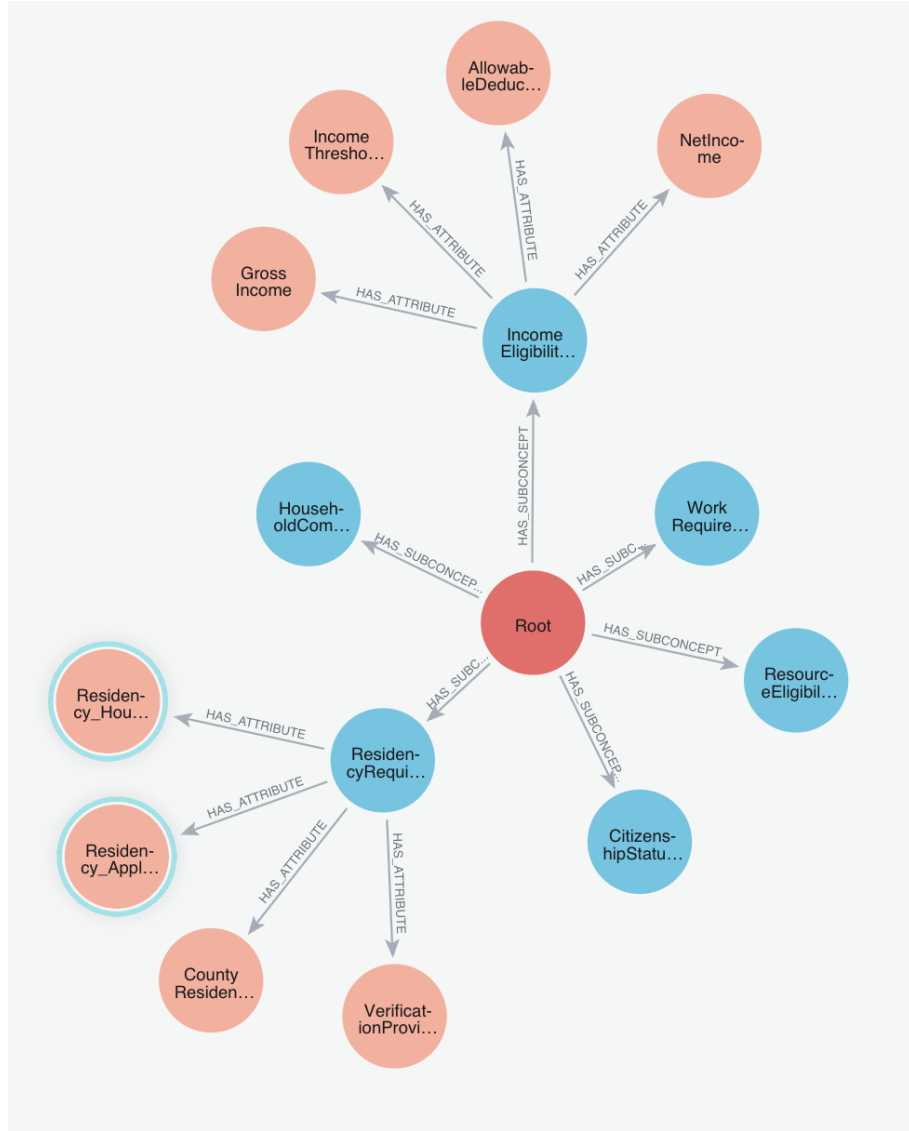 Allowab-
leDeduc...
Income
Thresho...
NetInco-
me
HAS_ATTRIBUTE
HAS_ATTRIBUTE
HAS_ATTRIBUTE
Gross
Income
HAS_ATTRIBUTE
Income
Eligibilit...
HAS_SUBCONCEPT
Househ-
oldCom...
Work
Require...
HAS_SUBCONCEP...
HAS_SUBC...
Root
HAS_SUBCONCEPT
Resourc-
eEligibil...
HAS_SUBC...
HAS_SUBCONCEP...
Residen-
cy_Hou...
HAS_ATTRIBUTE
Residen-
cyRequi...
HAS_ATTRIBUTE
Residen-
cy_Appl...
Citizens-
hipStatu...
HAS_ATTRIBUTE
HAS_ATTRIBUTE
County
Residen...
Verificat-
ionProvi...